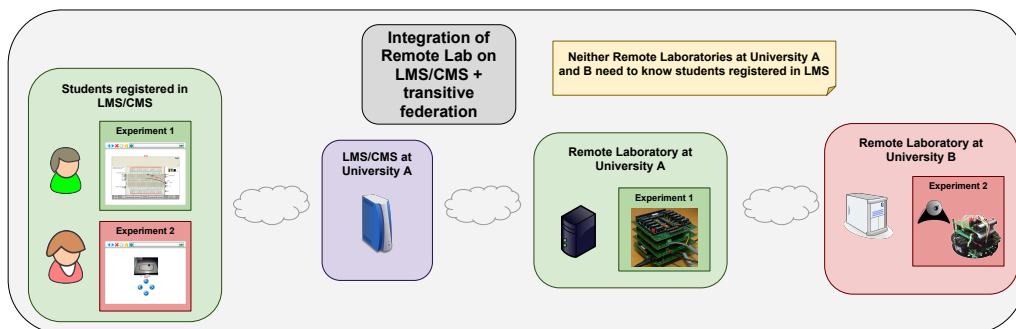 Integration of
Remote Lab on
LMS/CMS +
transitive
federation
Neither Remote Laboratories at University A
and B need to know students registered in LMS
Students registered in
LMS/CMS
Experiment 1
Experiment 2
LMS/CMS at
University A
Remote Laboratory at
University A
Experiment 1
Remote Laboratory at
University B
Experiment 2